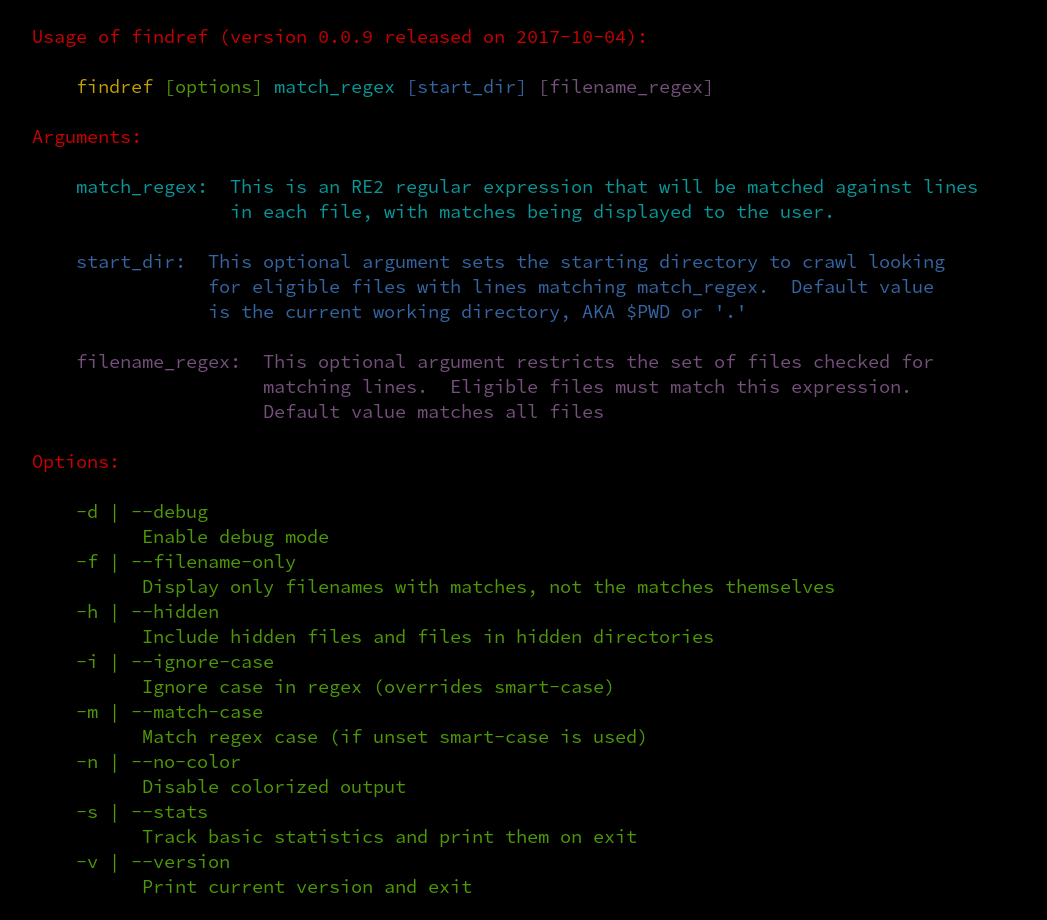 Usage of findref (version 0.0.9 released on 2017-10-04):
findref [options] match_regex [start_dir] [filename_regex]
Arguments:
match_regex:  This is an RE2 regular expression that will be matched against lines
in each file, with matches being displayed to the user.
start_dir:  This optional argument sets the starting directory to crawl looking
for eligible files with lines matching match_regex.  Default value
is the current working directory, AKA $PWD or '.'
filename_regex:  This optional argument restricts the set of files checked for
matching lines.  Eligible files must match this expression.
Default value matches all files
Options:
-d | --debug
Enable debug mode
-f | --filename-only
Display only filenames with matches, not the matches themselves
-h | --hidden
Include hidden files and files in hidden directories
-i | --ignore-case
Ignore case in regex (overrides smart-case)
-m | --match-case
Match regex case (if unset smart-case is used)
-n | --no-color
Disable colorized output
-s | --stats
Track basic statistics and print them on exit
-v | --version
Print current version and exit